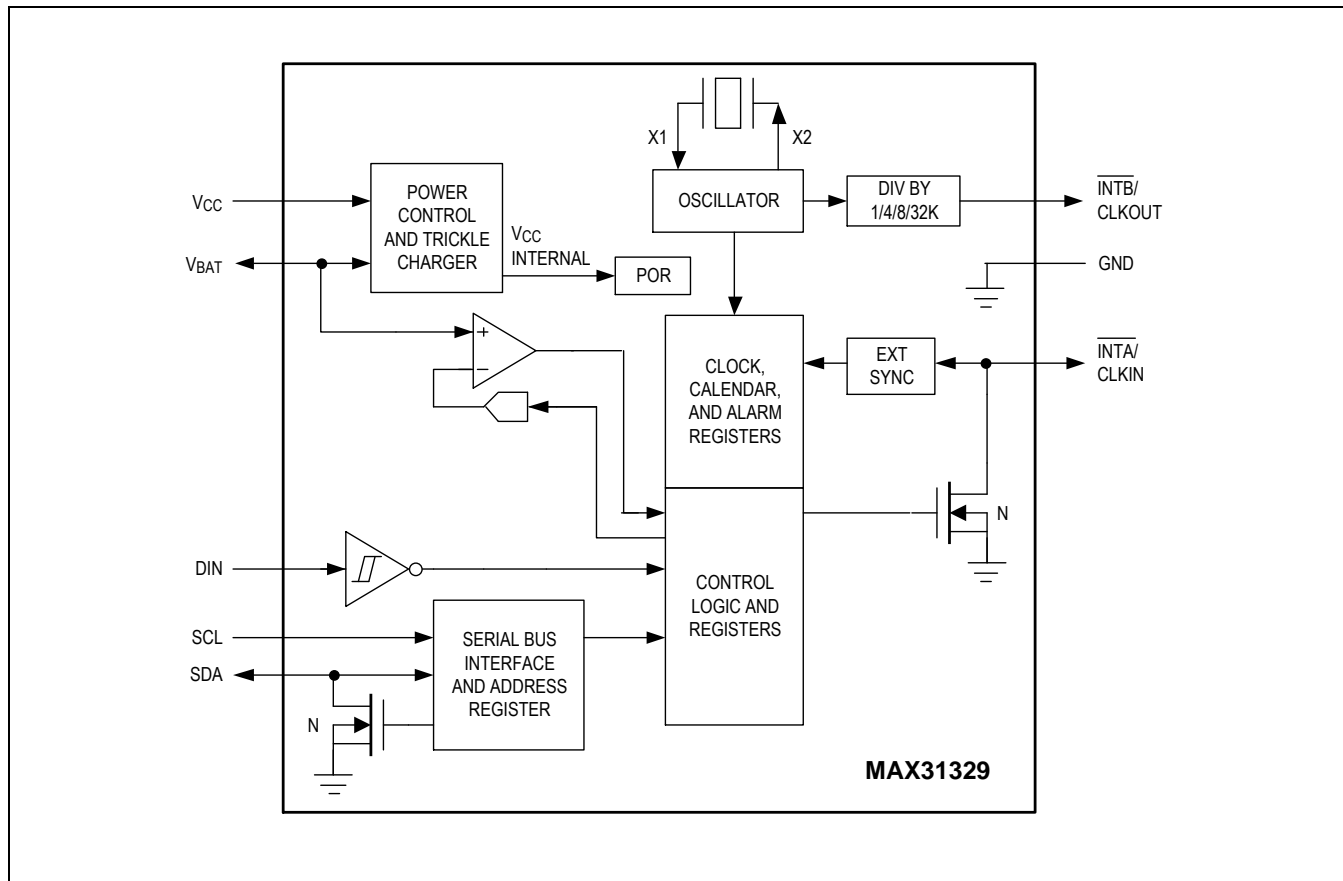 X1
X2
POWER
CONTROL
AND TRICKLE
CHARGER
VCC
VBAT
VCC
INTERNAL
POR
OSCILLATOR
DIV BY
1/4/8/32K
INTB/
CLKOUT
GND
+
−
CLOCK,
CALENDAR,
AND ALARM
REGISTERS
EXT
SYNC
INTA/
CLKIN
N
DIN
CONTROL
LOGIC AND
REGISTERS
SCL
SDA
SERIAL BUS
INTERFACE
AND ADDRESS
REGISTER
N
MAX31329